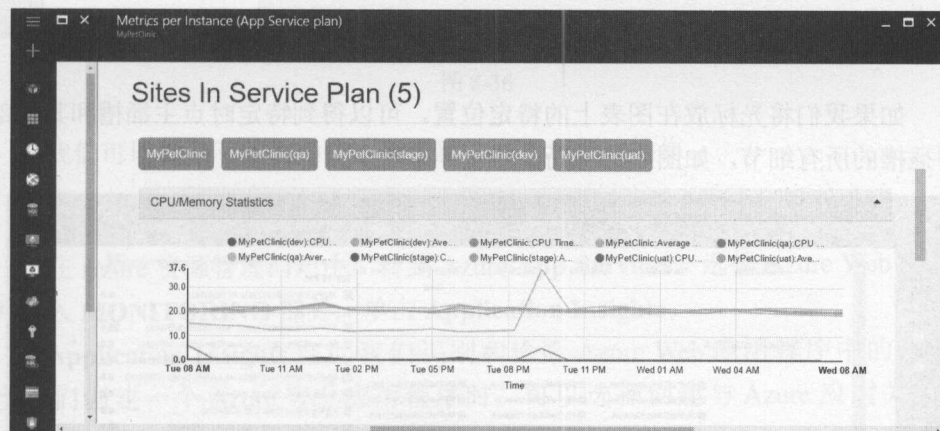 Metrics per Instance (App Service plan)
MyPetClinic
Sites In Service Plan (5)
MyPetClinic
MyPetClinic(qa)
MyPetClinic(stage)
MyPetClinic(dev)
MyPetClinic(uat)
CPU/Memory Statistics
MyPetClinic(dev):CPU... MyPetClinic(dev):Ave... MyPetClinic:CPU Time... MyPetClinic:Average MyPetClinic(qa):CPU ...
MyPetClinic(qa):Aver... MyPetClinic(stage):C... MyPetClinic(stage):A... MyPetClinic(uat):CPU... MyPetClinic(uat):Ave...
37.6
30.0
20.0
10.0
0.0
Tue 08 AM Tue 11 AM Tue 02 PM Tue 05 PM Tue 08 PM Tue 11 PM Wed 01 AM Wed 04 AM Wed 08 AM
Time